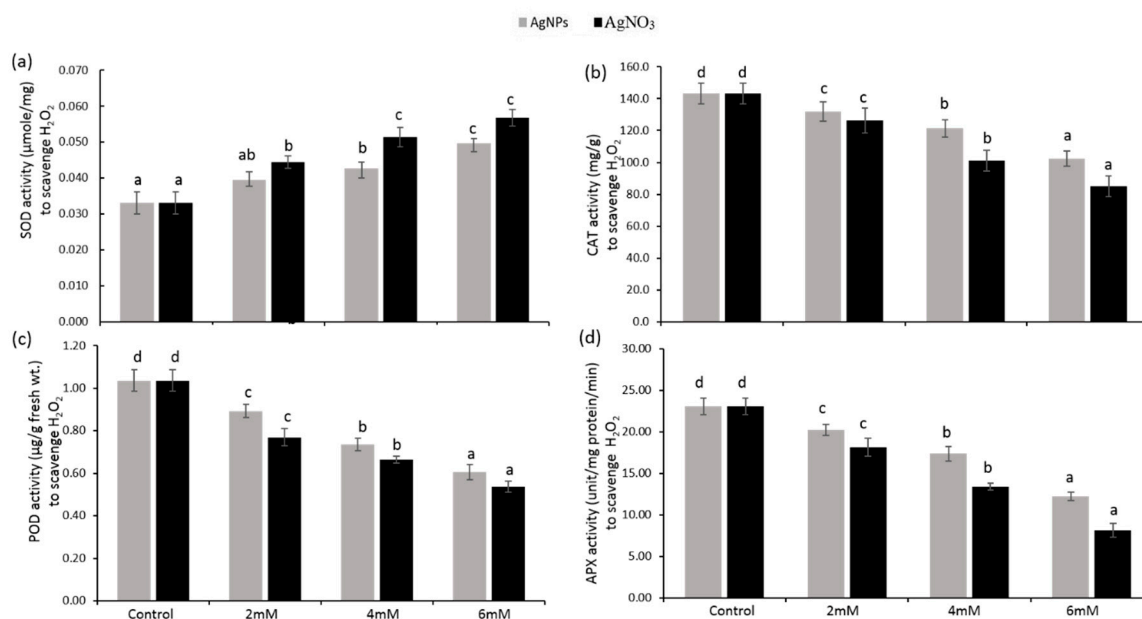 AgNPs AgNO₃
(a)
SOD activity (µmole/mg)
to scavenge H₂O₂
0.070
0.060
0.050
0.040
0.030
0.020
0.010
0.000
a a ab b b c c c
(b)
CAT activity (mg/g)
to scavenge H₂O₂
160.0
140.0
120.0
100.0
80.0
60.0
40.0
20.0
0.0
d d c c b b a a
(c)
POD activity (µg/g fresh wt.)
to scavenge H₂O₂
1.20
1.00
0.80
0.60
0.40
0.20
0.00
d d c c b b a a
Control 2mM 4mM 6mM
(d)
APX activity (unit/mg protein/min)
to scavenge H₂O₂
30.00
25.00
20.00
15.00
10.00
5.00
0.00
d d c c b b a a
Control 2mM 4mM 6mM